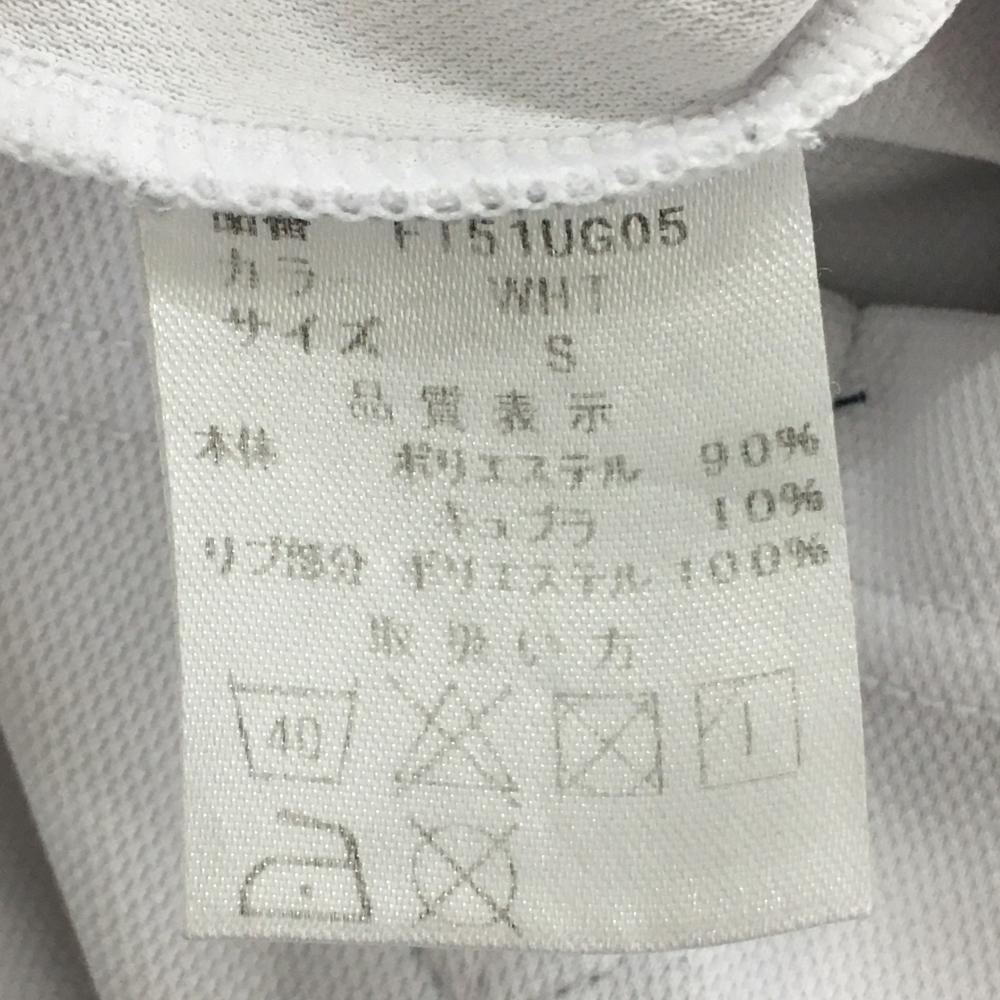 品番 FT51UG05
カラー WHT
サイズ S
品質表示
本体 ポリエステル 90%
キュプラ 10%
リブ部分 ポリエステル 100%
取扱い方
40